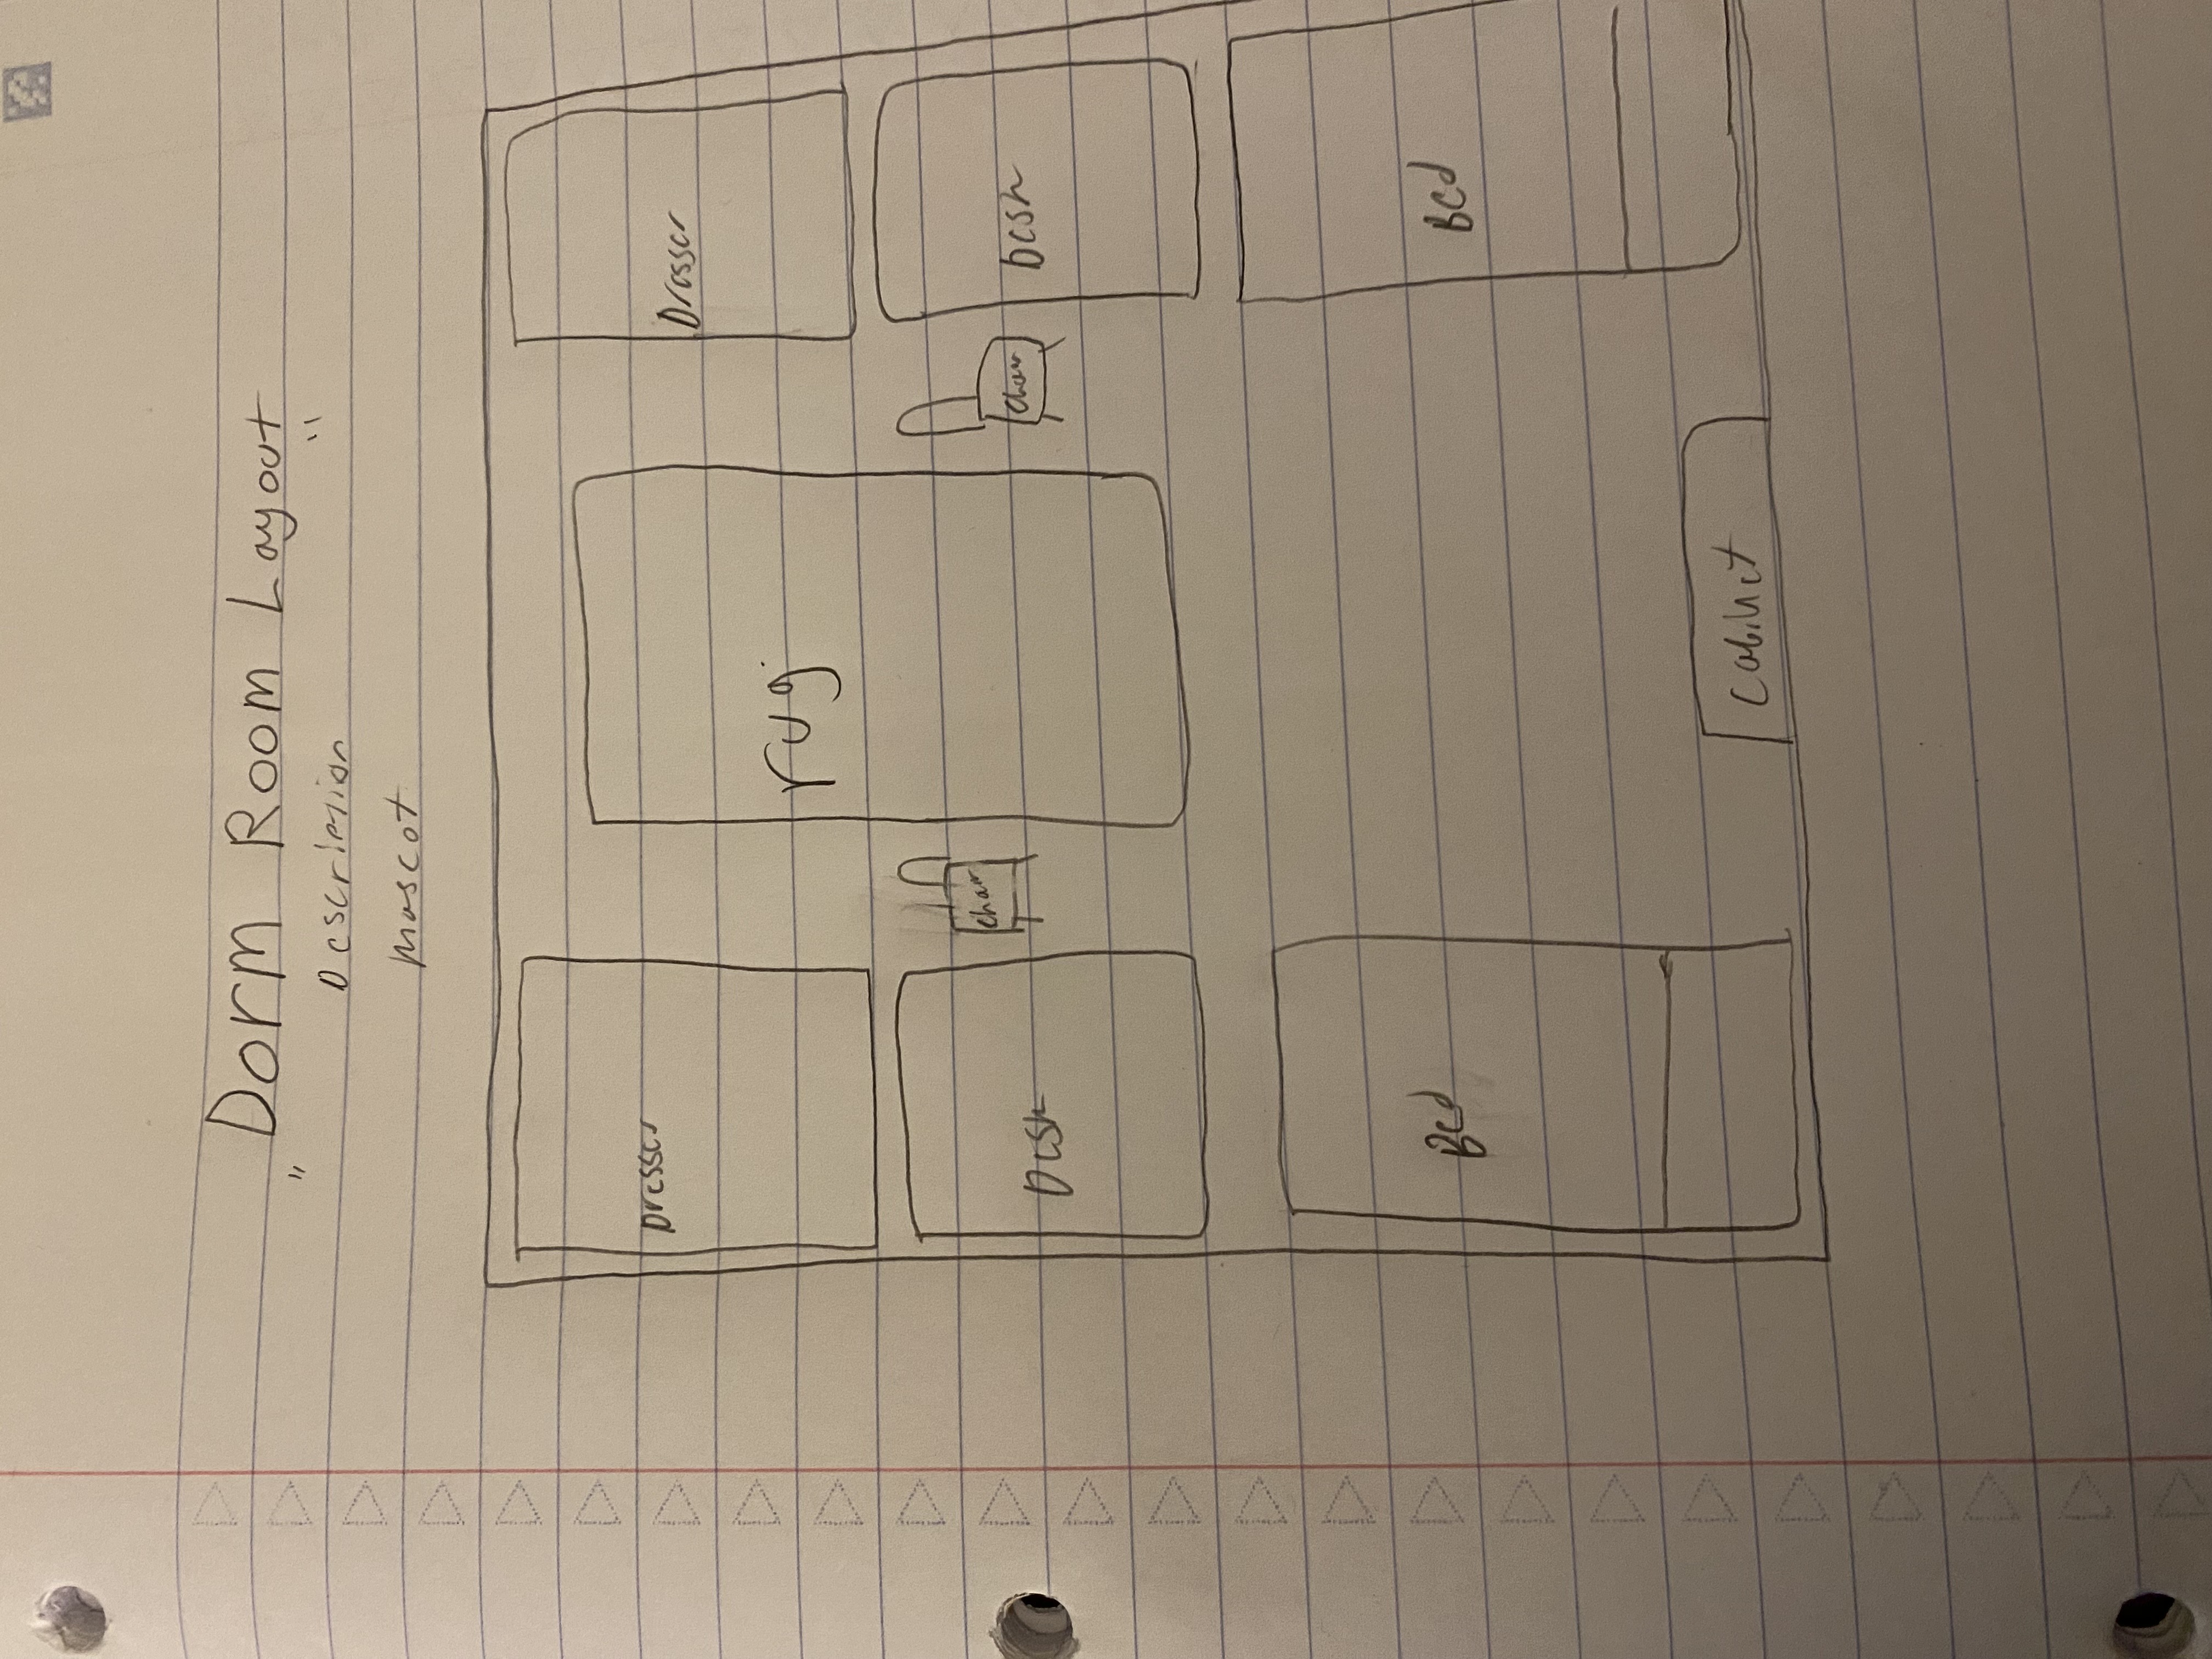 Dorm Room Layout
" "
Description
mascot
Dresser
Dresser
rug
chair
chair
Desk
Desk
Bed
Bed
Cabinet